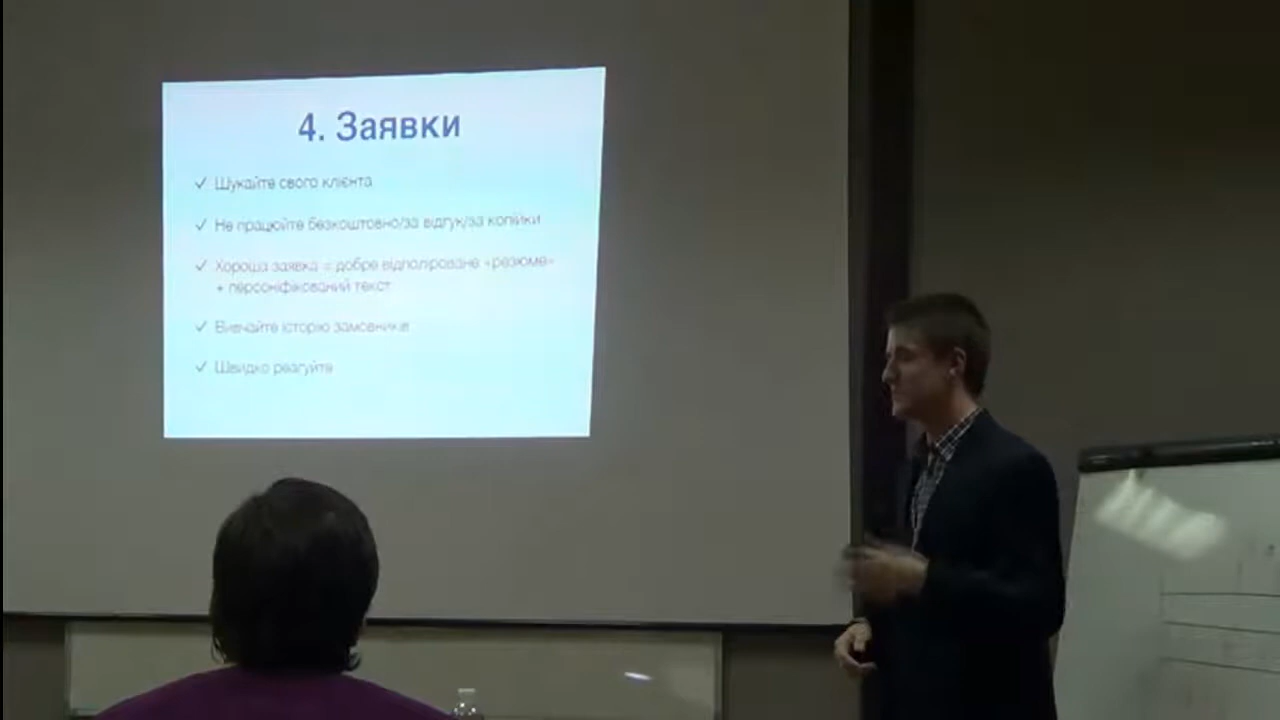 4. Заявки
✓ Шукайте свого клієнта
✓ Не працюйте безкоштовно/за відгук/за копійки
✓ Хороша заявка = добре відполіроване «резюме»
+ персоніфікований текст
✓ Вивчайте історію замовників
✓ Швидко реагуйте